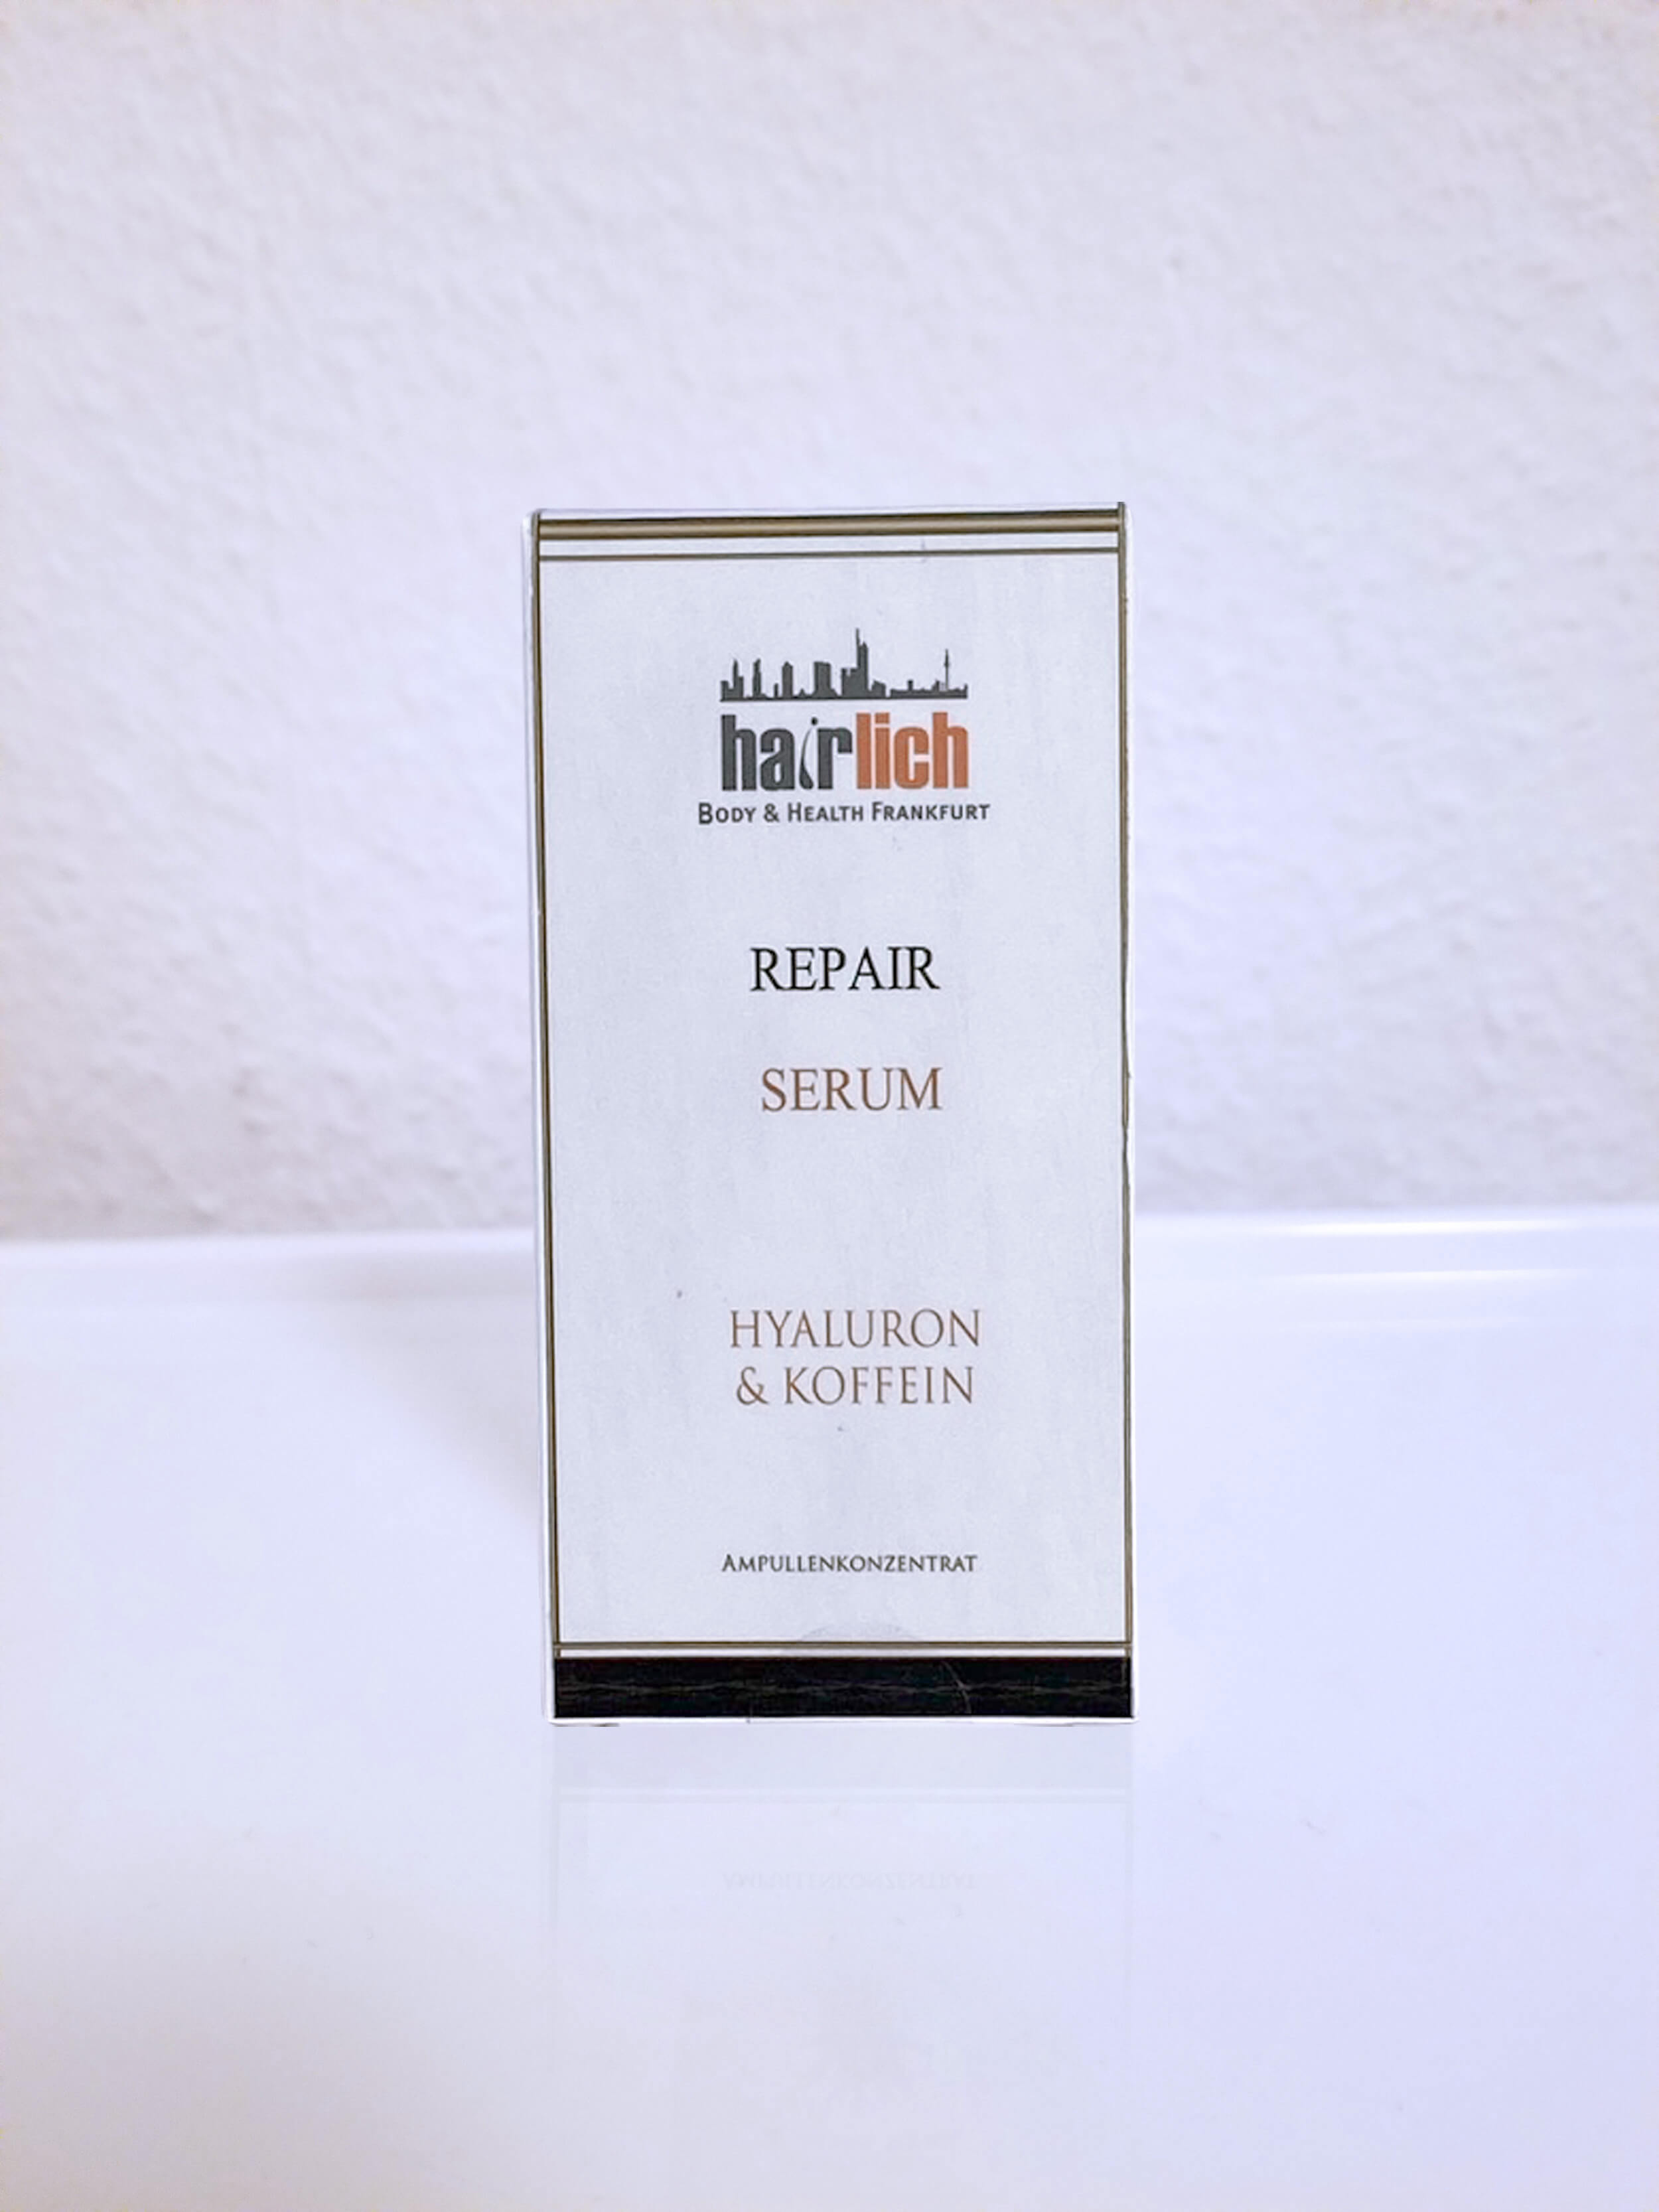 hairlich
BODY & HEALTH FRANKFURT
REPAIR
SERUM
HYALURON
& KOFFEIN
AMPULLENKONZENTRAT